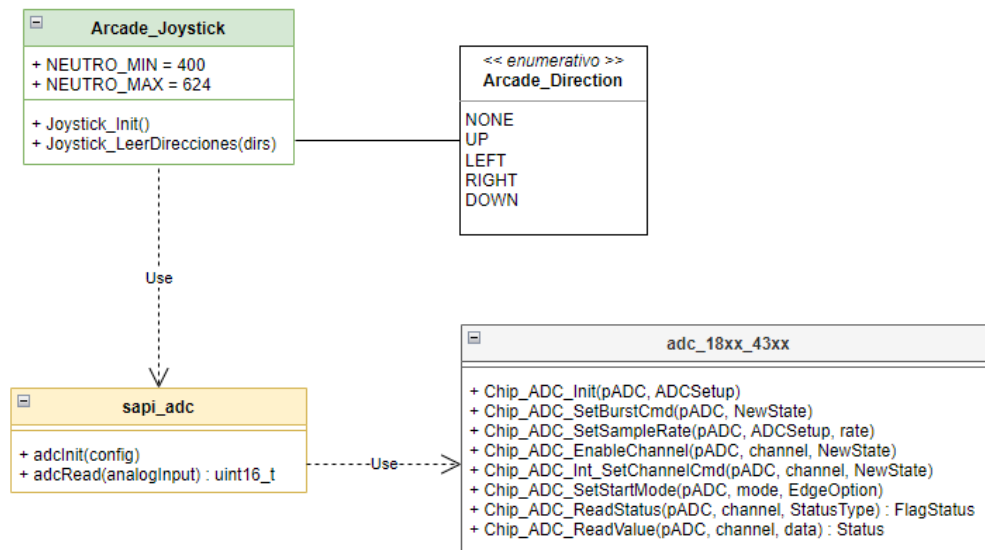 Arcade_Joystick
+ NEUTRO_MIN = 400
+ NEUTRO_MAX = 624
+ Joystick_Init()
+ Joystick_LeerDirecciones(dirs)
<< enumerativo >>
Arcade_Direction
NONE
UP
LEFT
RIGHT
DOWN
Use
sapi_adc
+ adcInit(config)
+ adcRead(analogInput) : uint16_t
Use
adc_18xx_43xx
+ Chip_ADC_Init(pADC, ADCSetup)
+ Chip_ADC_SetBurstCmd(pADC, NewState)
+ Chip_ADC_SetSampleRate(pADC, ADCSetup, rate)
+ Chip_ADC_EnableChannel(pADC, channel, NewState)
+ Chip_ADC_Int_SetChannelCmd(pADC, channel, NewState)
+ Chip_ADC_SetStartMode(pADC, mode, EdgeOption)
+ Chip_ADC_ReadStatus(pADC, channel, StatusType) : FlagStatus
+ Chip_ADC_ReadValue(pADC, channel, data) : Status